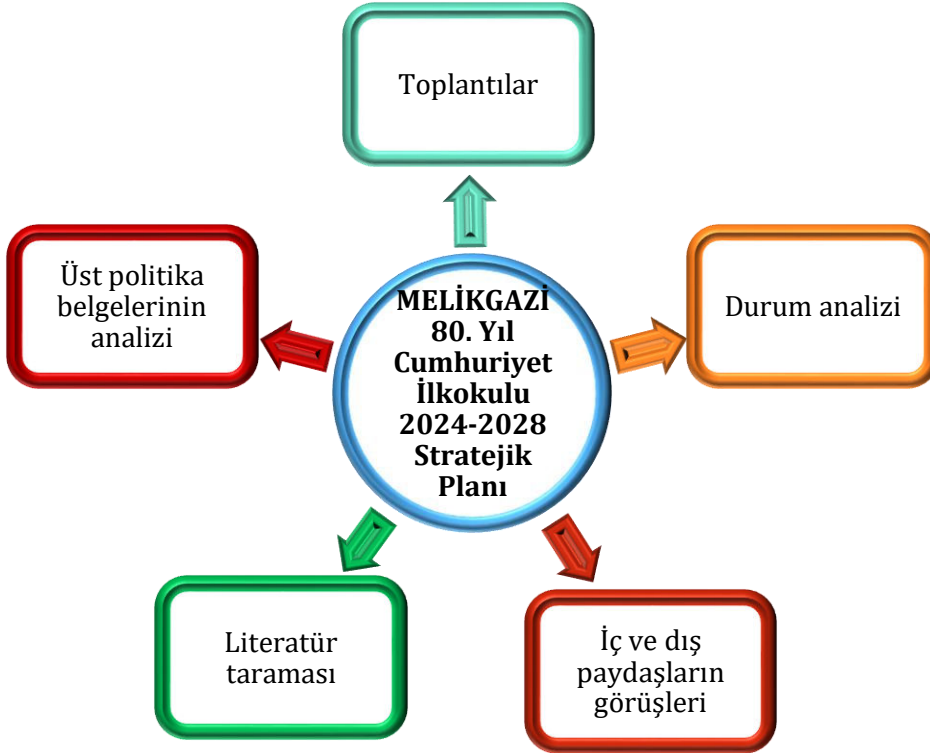 Toplantılar
Üst politika
belgelerinin
analizi
MELİKGAZİ
80. Yıl
Cumhuriyet
İlkokulu
2024-2028
Stratejik
Planı
Durum analizi
Literatür
taraması
İç ve dış
paydaşların
görüşleri